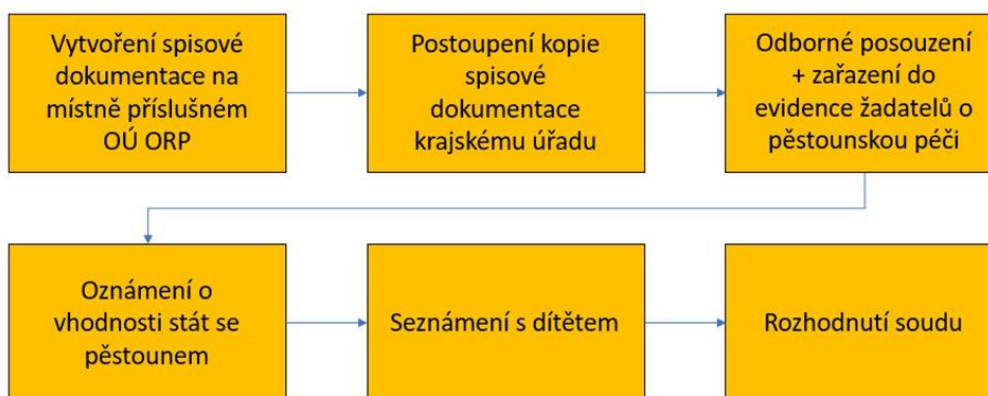 Vytvoření spisové
dokumentace na
místně příslušném
OÚ ORP
Postoupení kopie
spisové
dokumentace
krajskému úřadu
Odborné posouzení
+ zařazení do
evidence žadatelů o
pěstounskou péči
Oznámení o
vhodnosti stát se
pěstounem
Seznámení s dítětem
Rozhodnutí soudu